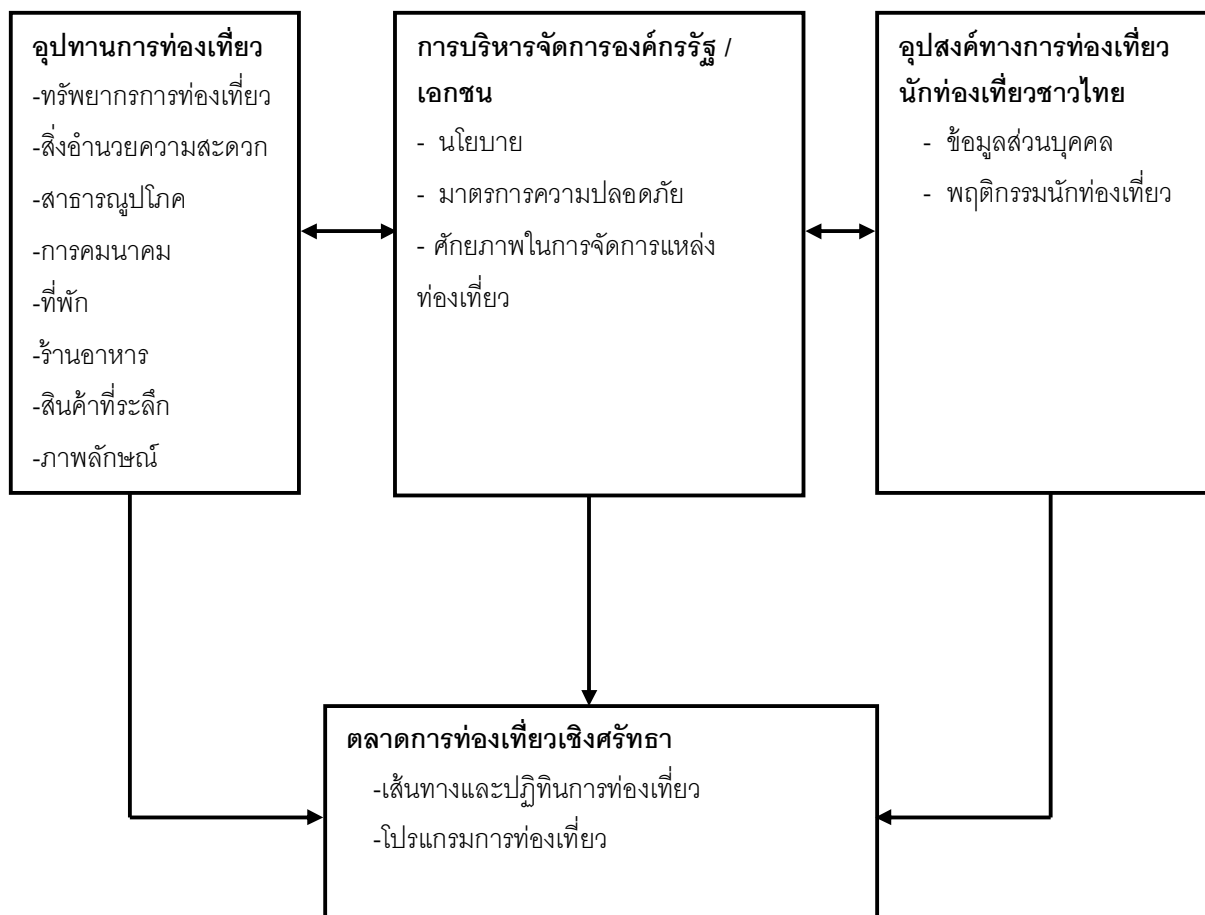 อุปทานการท่องเที่ยว
-ทรัพยากรการท่องเที่ยว
-สิ่งอำนวยความสะดวก
-สาธารณูปโภค
-การคมนาคม
-ที่พัก
-ร้านอาหาร
-สินค้าที่ระลึก
-ภาพลักษณ์
การบริหารจัดการองค์กรรัฐ /
เอกชน
- นโยบาย
- มาตรการความปลอดภัย
- ศักยภาพในการจัดการแหล่ง
ท่องเที่ยว
อุปสงค์ทางการท่องเที่ยว
นักท่องเที่ยวชาวไทย
- ข้อมูลส่วนบุคคล
- พฤติกรรมนักท่องเที่ยว
ตลาดการท่องเที่ยวเชิงศรัทธา
-เส้นทางและปฏิทินการท่องเที่ยว
-โปรแกรมการท่องเที่ยว